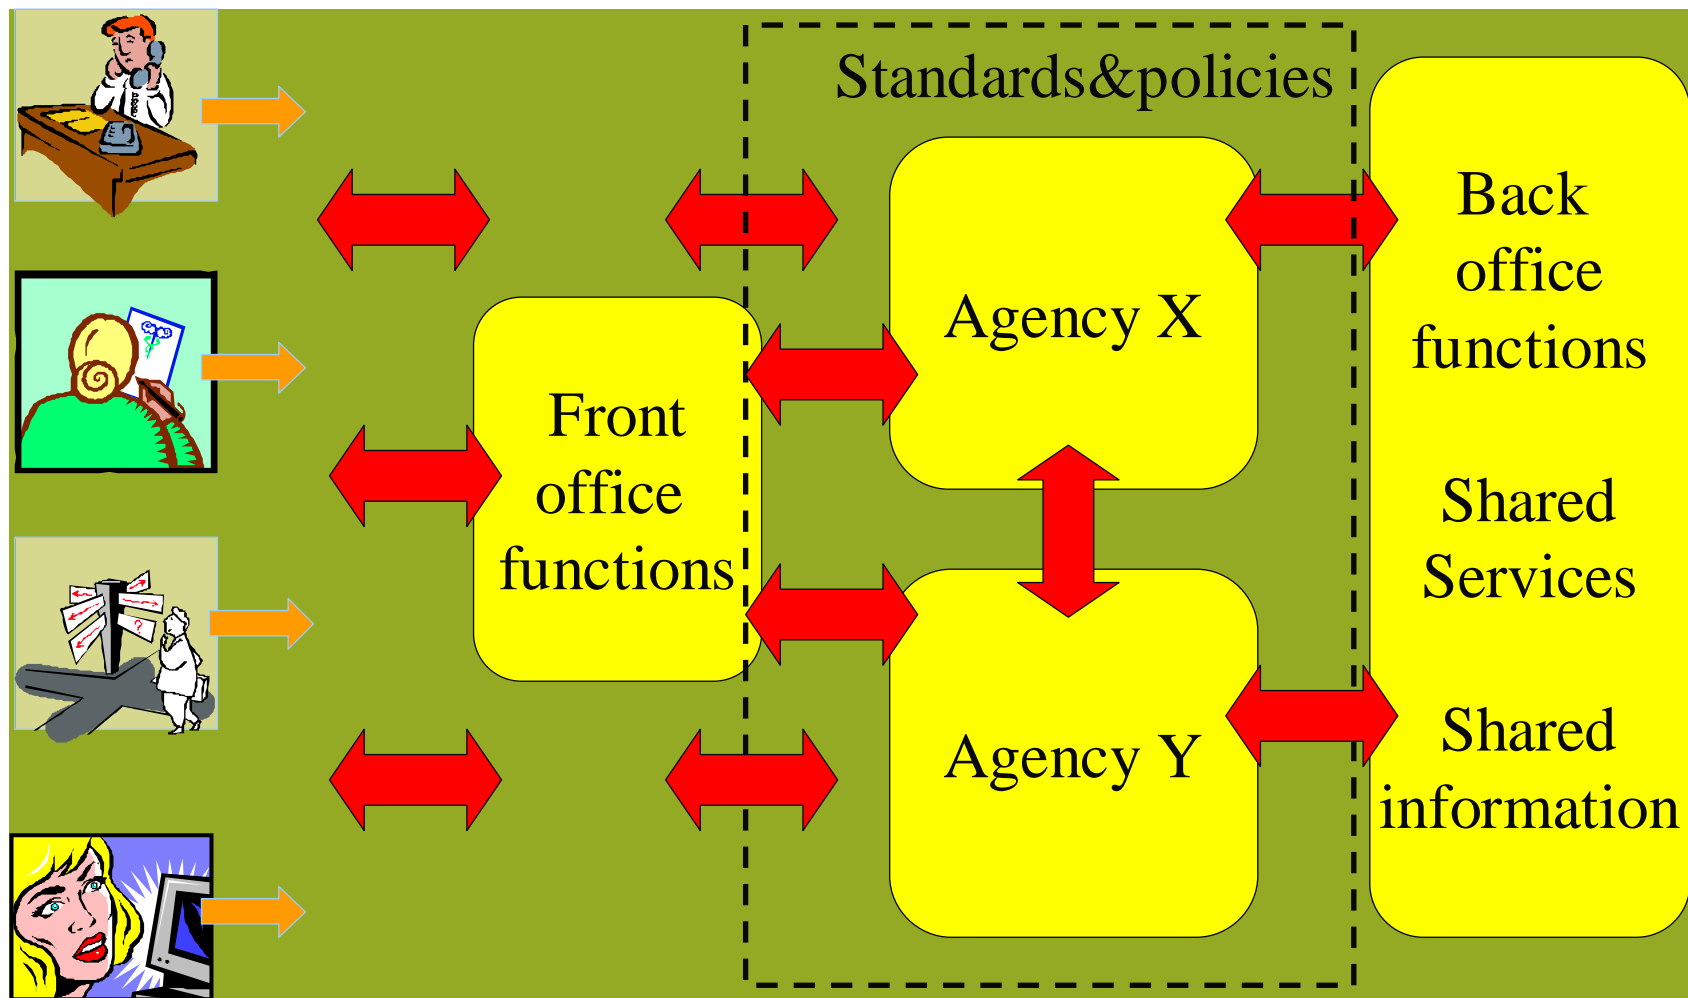 Standards&policies
Back
office
functions
Shared
Services
Shared
information
Agency X
Front
office
functions
Agency Y
?